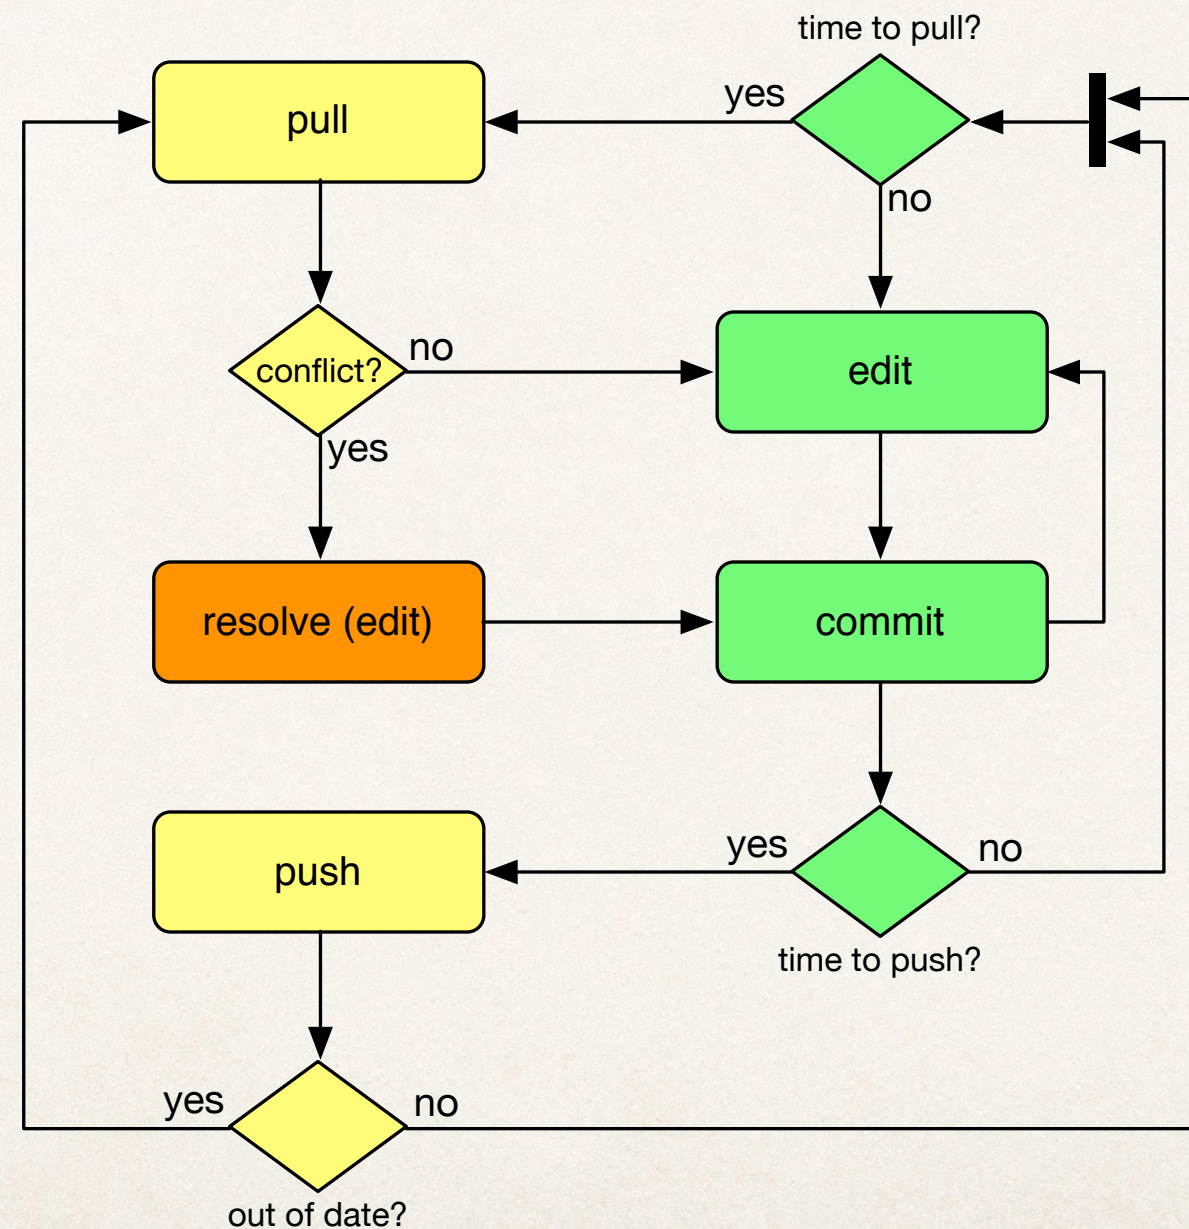 time to pull?
yes
pull
no
conflict?
no
edit
yes
resolve (edit)
commit
yes
no
push
time to push?
yes
no
out of date?